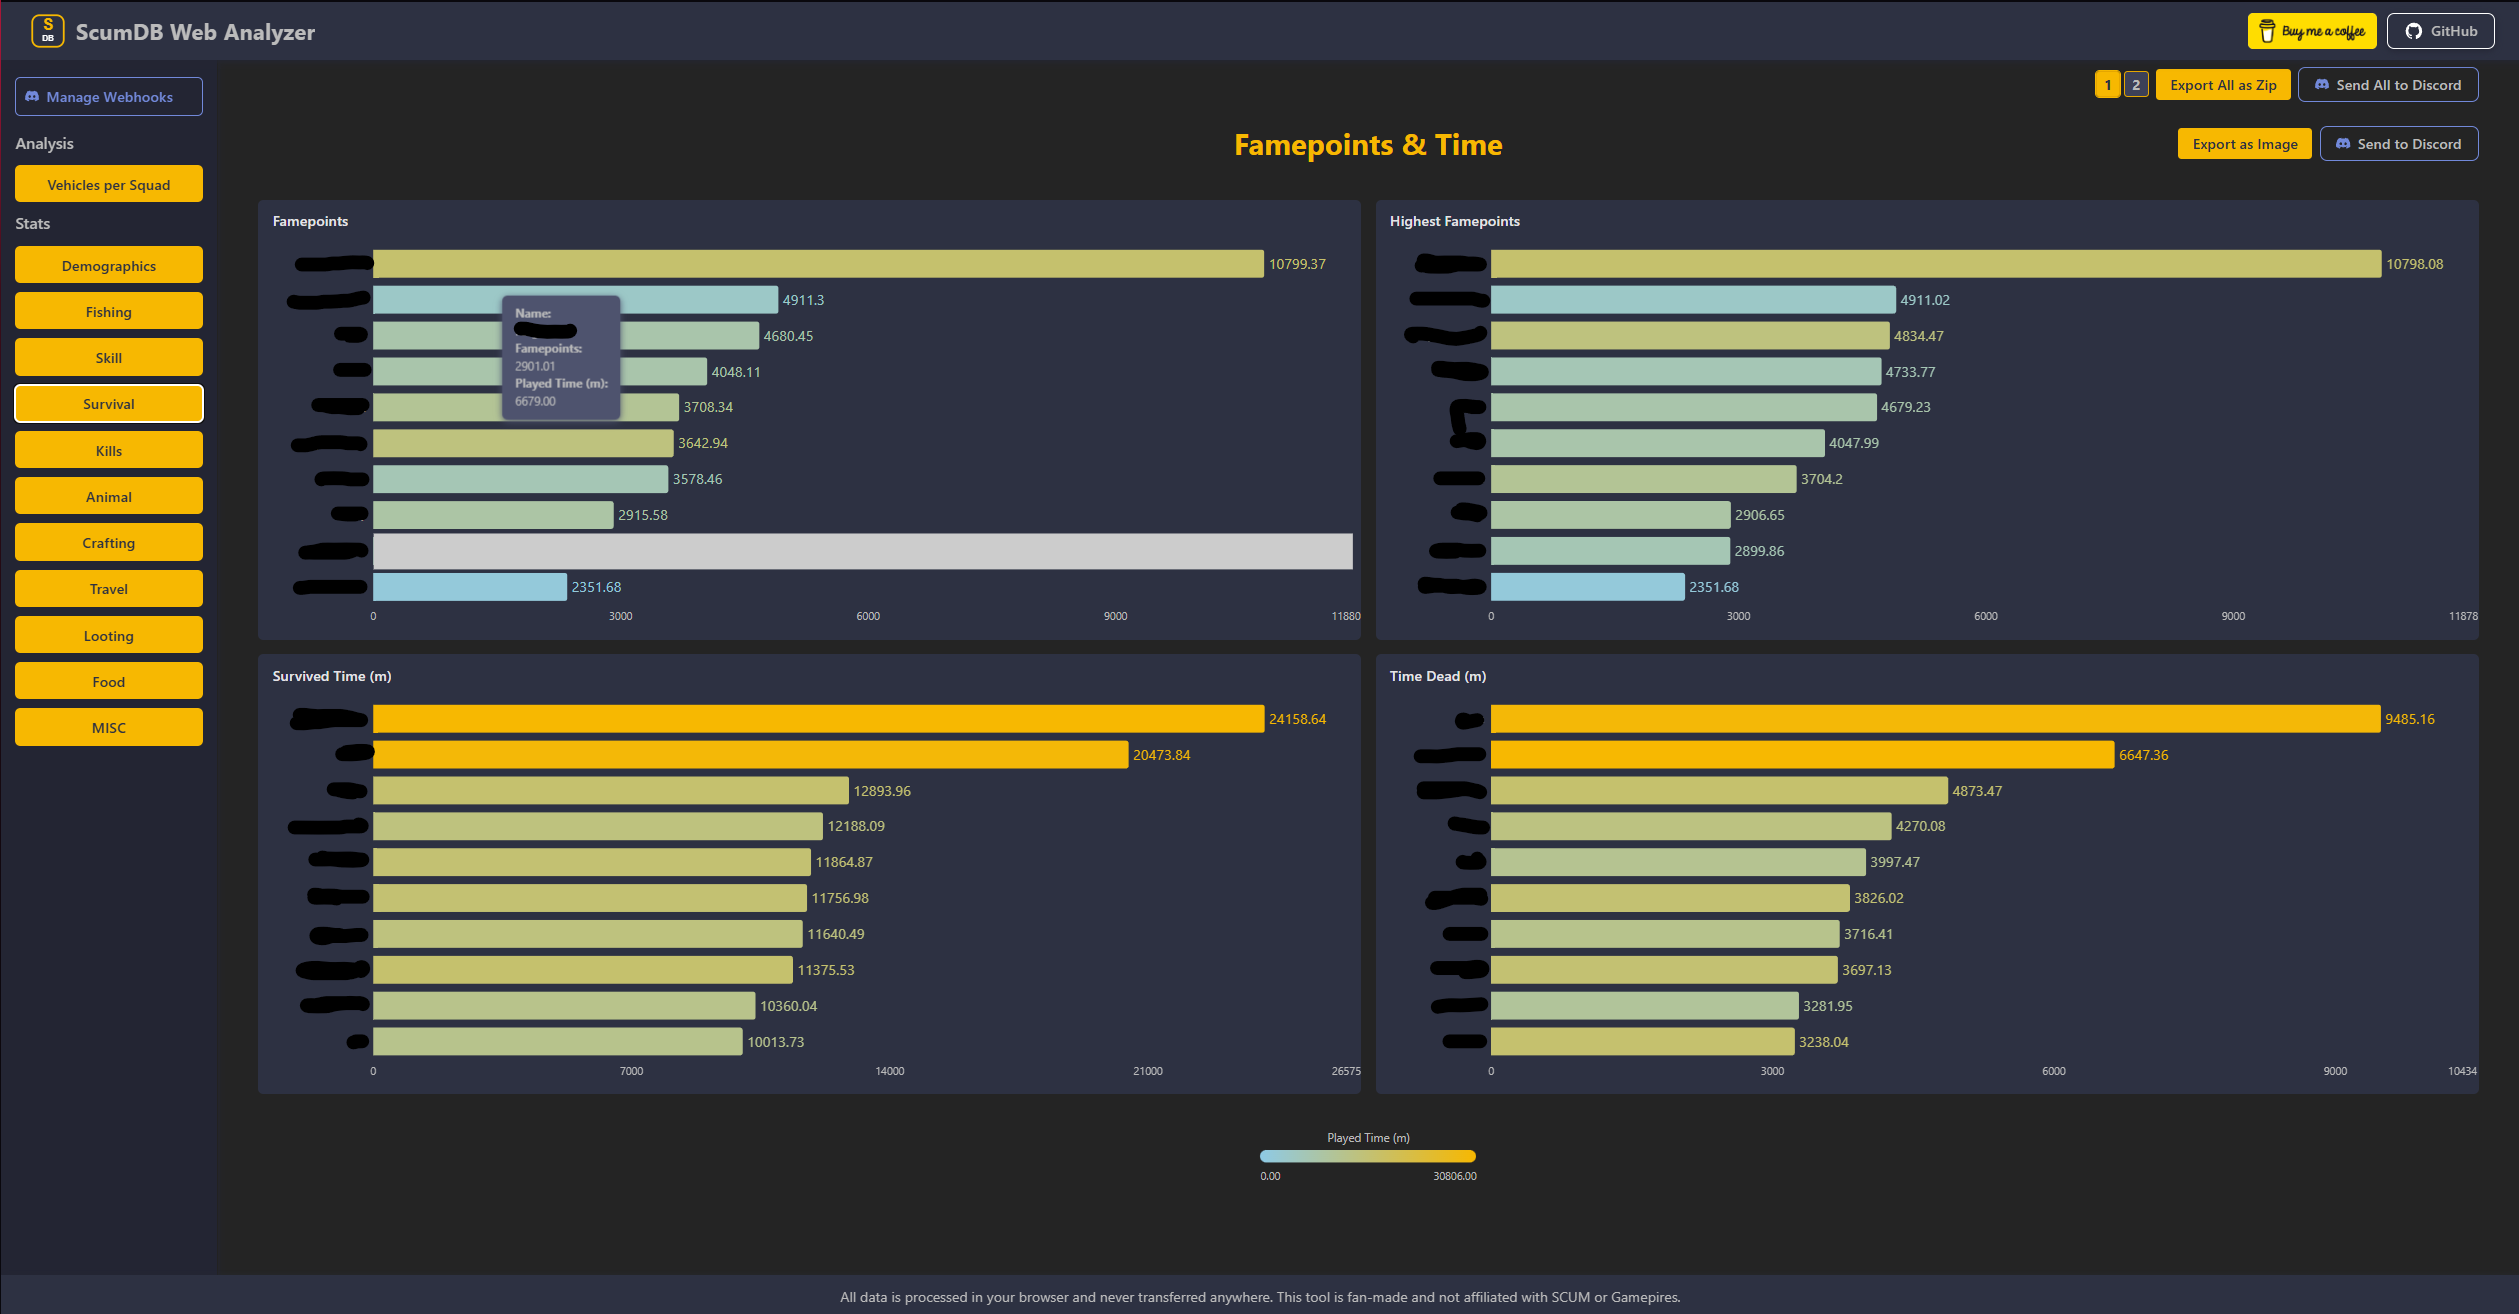 S
DB
ScumDB Web Analyzer
Buy me a coffee
GitHub
Manage Webhooks
Analysis
Vehicles per Squad
Stats
Demographics
Fishing
Skill
Survival
Kills
Animal
Crafting
Travel
Looting
Food
MISC
1 2 Export All as Zip Send All to Discord
Famepoints & Time
Export as Image Send to Discord
Famepoints
10799.37
4911.3
4680.45
4048.11
3708.34
3642.94
3578.46
2915.58
2351.68
0 3000 6000 9000 11880
Name:
Famepoints:
2901.01
Played Time (m):
6679.00
Highest Famepoints
10798.08
4911.02
4834.47
4733.77
4679.23
4047.99
3704.2
2906.65
2899.86
2351.68
0 3000 6000 9000 11878
Survived Time (m)
24158.64
20473.84
12893.96
12188.09
11864.87
11756.98
11640.49
11375.53
10360.04
10013.73
0 7000 14000 21000 26575
Time Dead (m)
9485.16
6647.36
4873.47
4270.08
3997.47
3826.02
3716.41
3697.13
3281.95
3238.04
0 3000 6000 9000 10434
Played Time (m)
0.00 30806.00
All data is processed in your browser and never transferred anywhere. This tool is fan-made and not affiliated with SCUM or Gamepires.